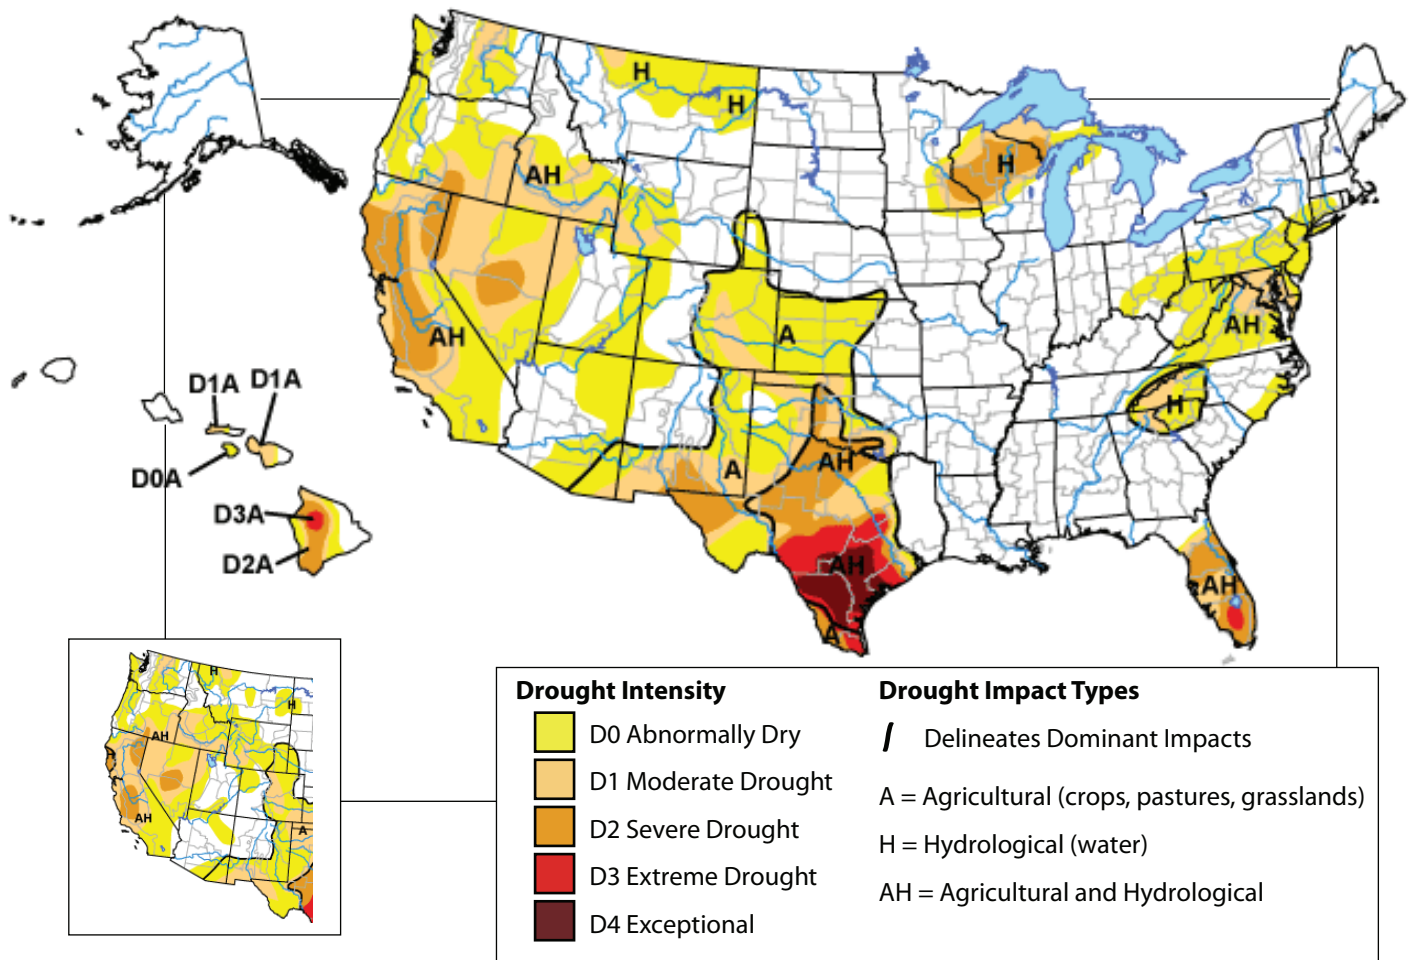 H
H
AH
H
AH
A
AH
H
D1A
D1A
D0A
A
AH
D3A
D2A
AH
AH
A
H
H
AH
AH
A
Drought Intensity
D0 Abnormally Dry
D1 Moderate Drought
D2 Severe Drought
D3 Extreme Drought
D4 Exceptional
Drought Impact Types
Delineates Dominant Impacts
A = Agricultural (crops, pastures, grasslands)
H = Hydrological (water)
AH = Agricultural and Hydrological